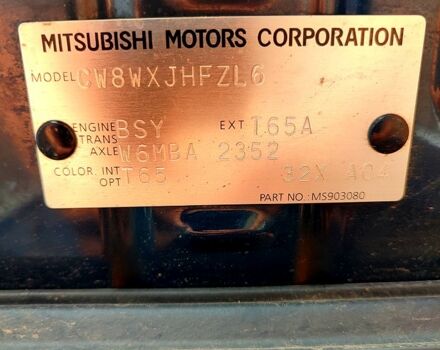 MITSUBISHI MOTORS CORPORATION
MODEL CW8WXJHFZL6
ENGINE BSY EXT T65A
TRANS AXLE W6MBA 2352
COLOR, INT OPT T65 32X A04
PART NO.: MS903080